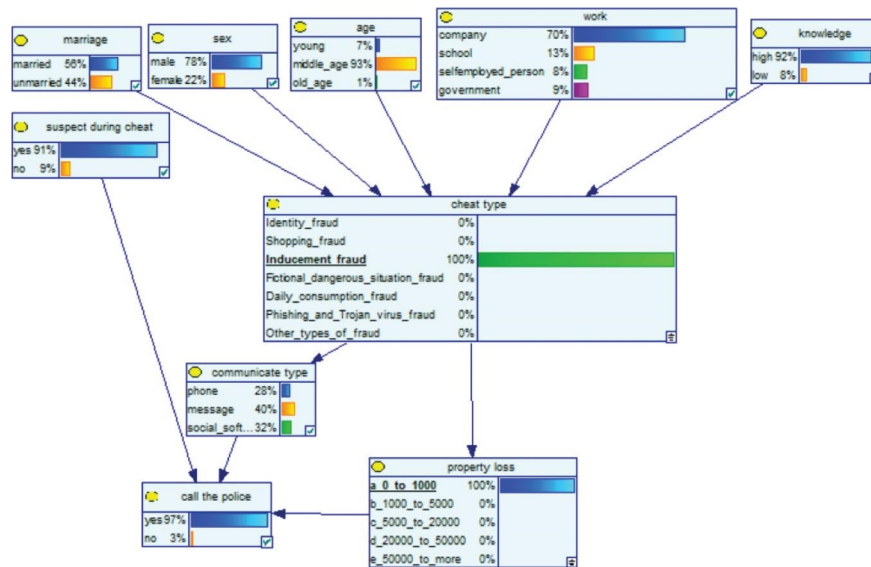 marriage
married 56%
unmarried 44%
sex
male 78%
female 22%
age
young 7%
middle_age 93%
old_age 1%
work
company 70%
school 13%
selfemployed_person 8%
government 9%
knowledge
high 92%
low 8%
suspect during cheat
yes 91%
no 9%
cheat type
Identity_fraud 0%
Shopping_fraud 0%
Inducement_fraud 100%
Fictional_dangerous_situation_fraud 0%
Daily_consumption_fraud 0%
Phishing_and_Trojan_virus_fraud 0%
Other_types_of_fraud 0%
communicate type
phone 28%
message 40%
social_soft... 32%
property loss
a_0_to_1000 100%
b_1000_to_5000 0%
c_5000_to_20000 0%
d_20000_to_50000 0%
e_50000_to_more 0%
call the police
yes 97%
no 3%